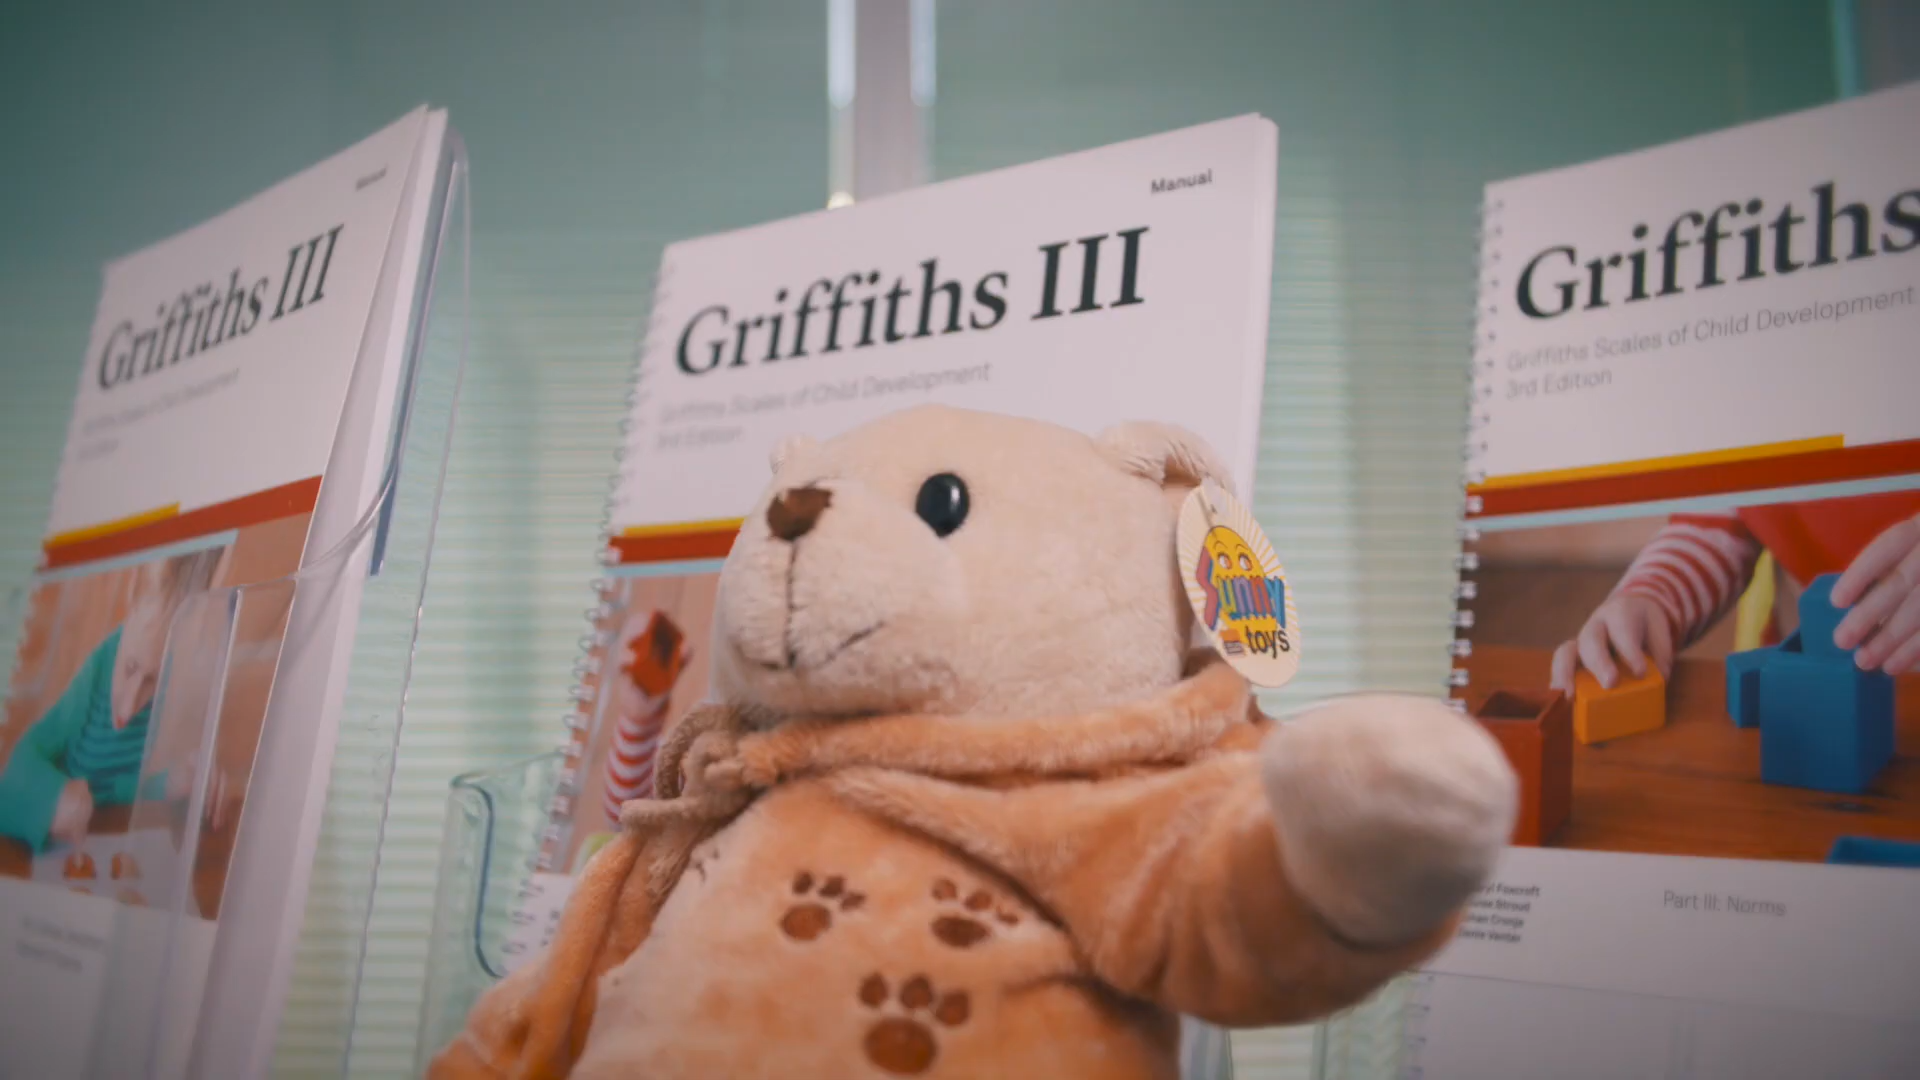 Manual
Griffiths III
Manual
Griffiths III
Griffiths Scales of Child Development
3rd Edition
Griffiths
Griffiths Scales of Child Development
3rd Edition
Part III: Norms
Sunny
toys